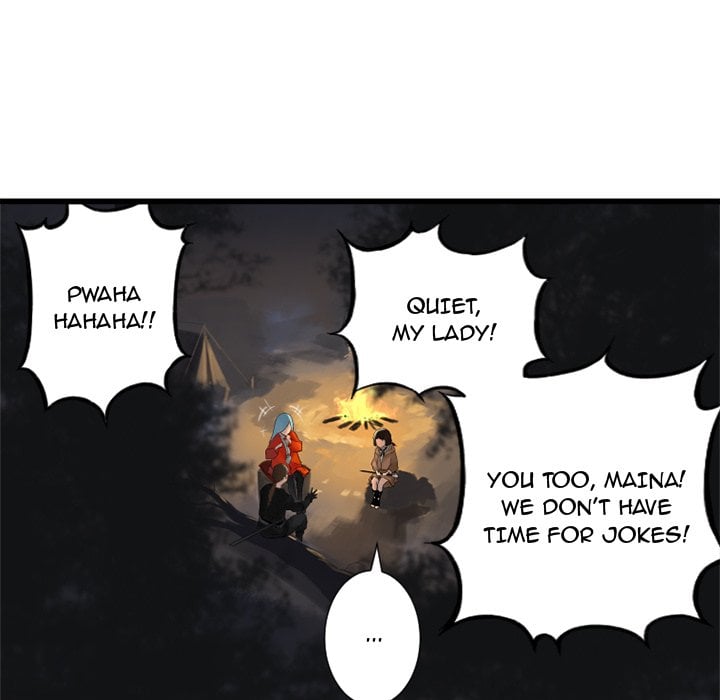 PWAHA
HAHAHA!!
QUIET,
MY LADY!
YOU TOO, MAINA!
WE DON'T HAVE
TIME FOR JOKES!
...